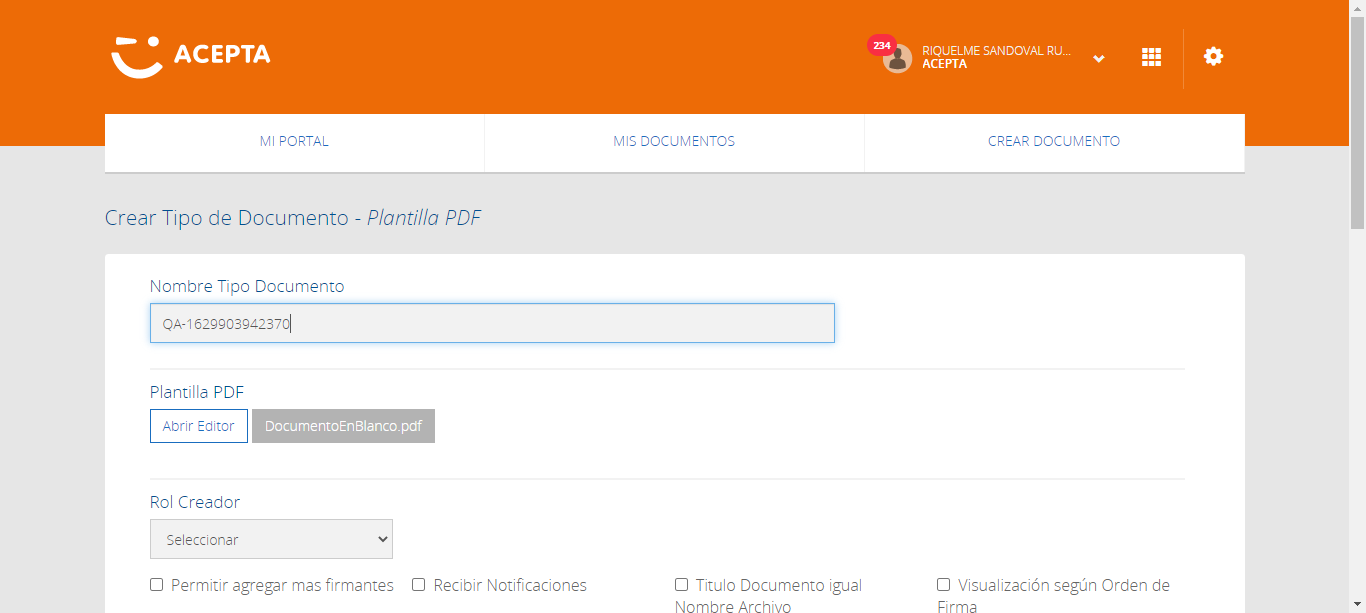 ACEPTA
234
RIQUELME SANDOVAL RU...
ACEPTA
MI PORTAL
MIS DOCUMENTOS
CREAR DOCUMENTO
Crear Tipo de Documento - Plantilla PDF
Nombre Tipo Documento
QA-1629903942370
Plantilla PDF
Abrir Editor
DocumentoEnBlanco.pdf
Rol Creador
Seleccionar
Permitir agregar mas firmantes
Recibir Notificaciones
Titulo Documento igual
Nombre Archivo
Visualización según Orden de
Firma